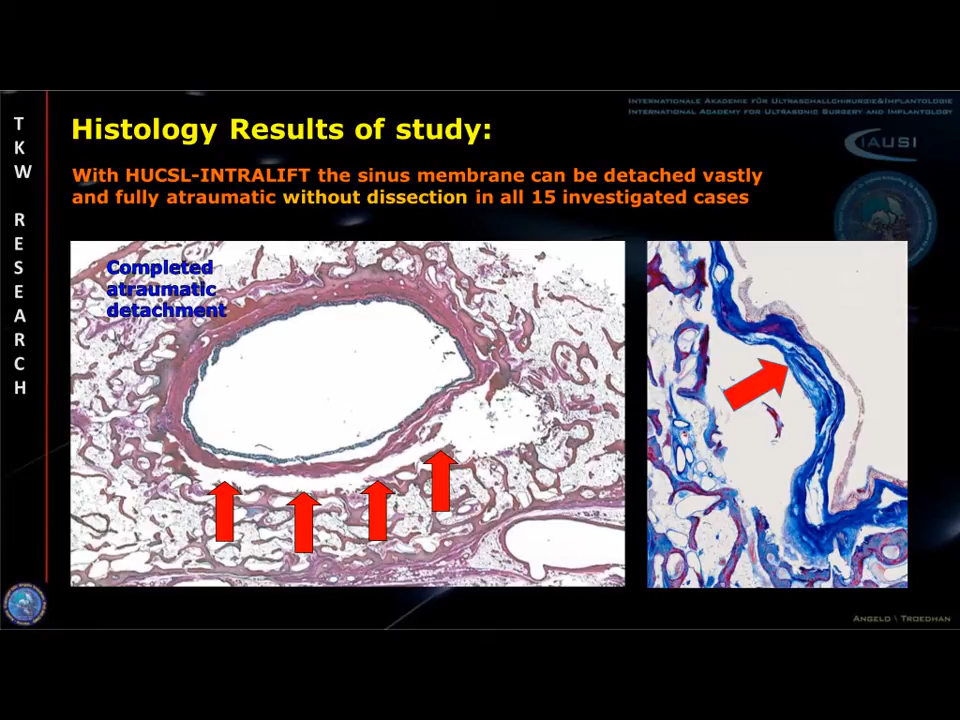 INTERNATIONALE AKADEMIE FÜR ULTRASCHALLCHIRURGIE&IMPLANTOLOGIE
INTERNATIONAL ACADEMY FOR ULTRASONIC SURGERY AND IMPLANTOLOGY
IAUSI
TKW RESEARCH
Histology Results of study:
With HUCSL-INTRALIFT the sinus membrane can be detached vastly
and fully atraumatic without dissection in all 15 investigated cases
Completed
atraumatic
detachment
ANGELO \ TROEDHAN